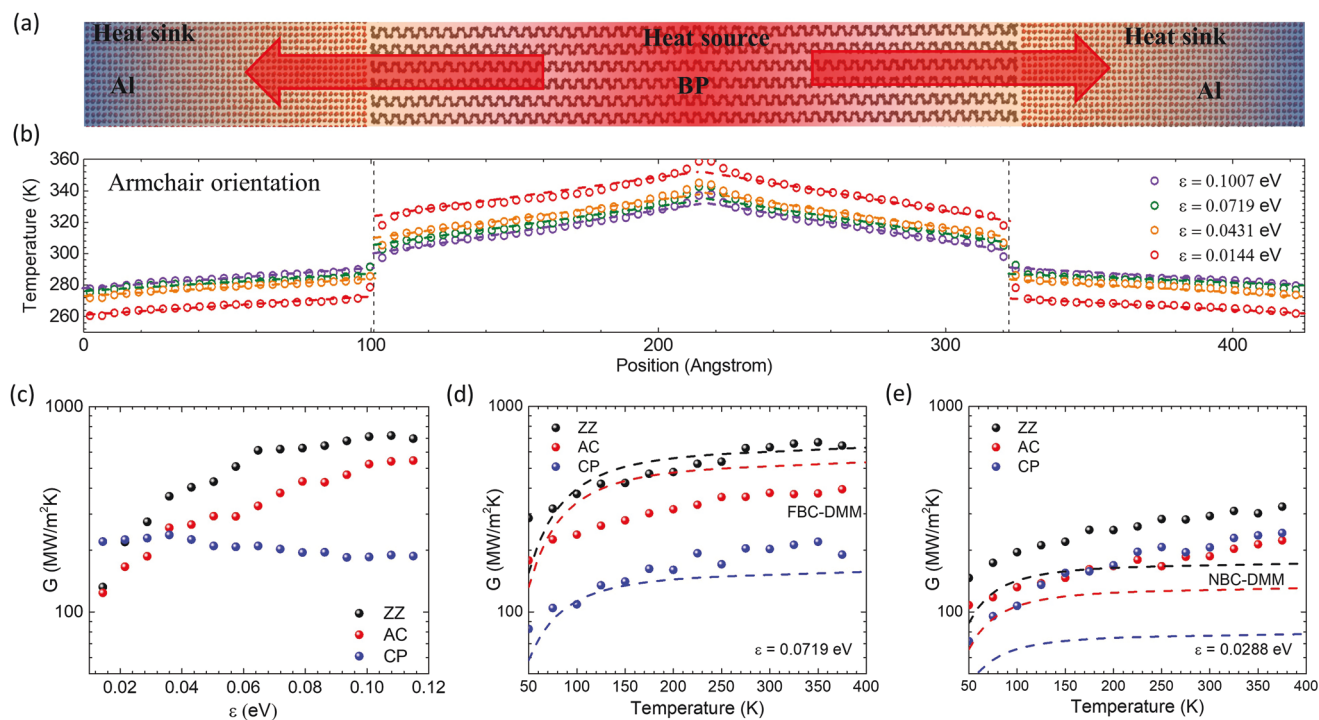 (a)
Heat sink
Heat source
Heat sink
Al
BP
Al
(b)
360
340
320
300
280
260
Temperature (K)
Armchair orientation
ε = 0.1007 eV
ε = 0.0719 eV
ε = 0.0431 eV
ε = 0.0144 eV
0
100
200
300
400
Position (Angstrom)
(c)
1000
100
G (MW/m²K)
ZZ
AC
CP
0.02
0.04
0.06
0.08
0.10
0.12
ε (eV)
(d)
1000
100
G (MW/m²K)
ZZ
AC
CP
FBC-DMM
ε = 0.0719 eV
50
100
150
200
250
300
350
400
Temperature (K)
(e)
1000
100
G (MW/m²K)
ZZ
AC
CP
NBC-DMM
ε = 0.0288 eV
50
100
150
200
250
300
350
400
Temperature (K)